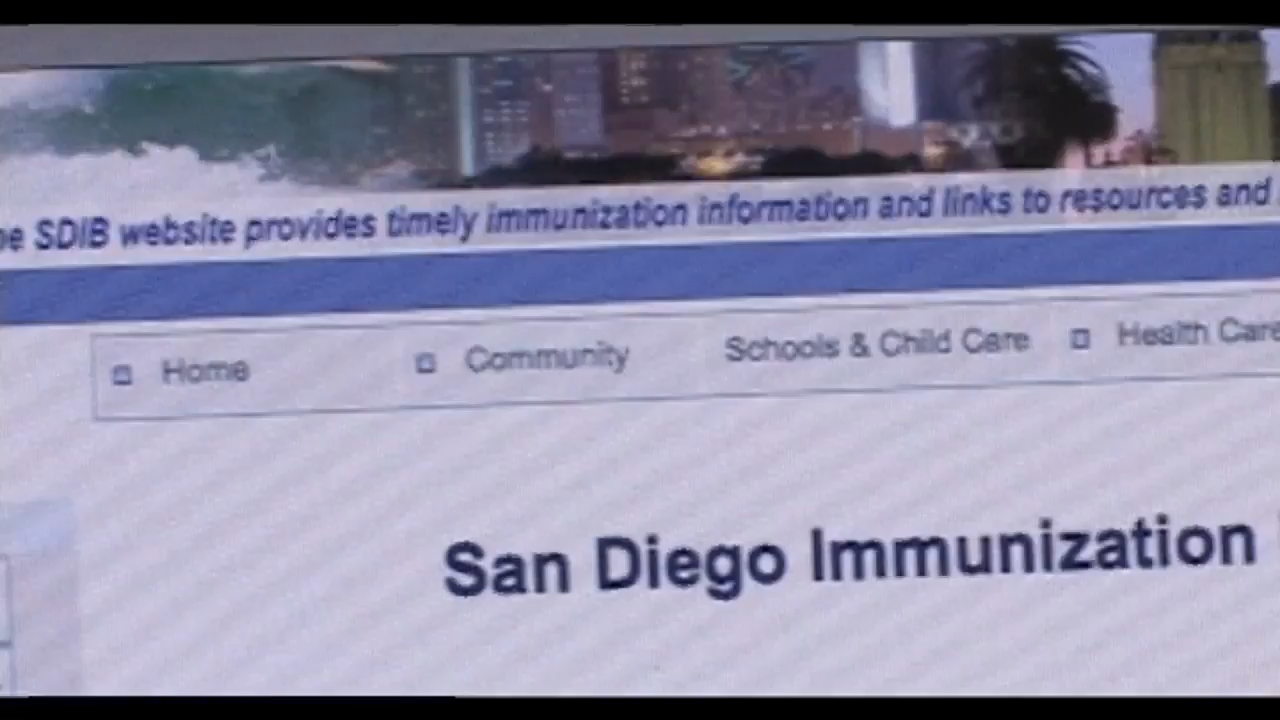 SDIB website provides timely immunization information and links to resources and
Home Community Schools & Child Care Health Care
San Diego Immunization